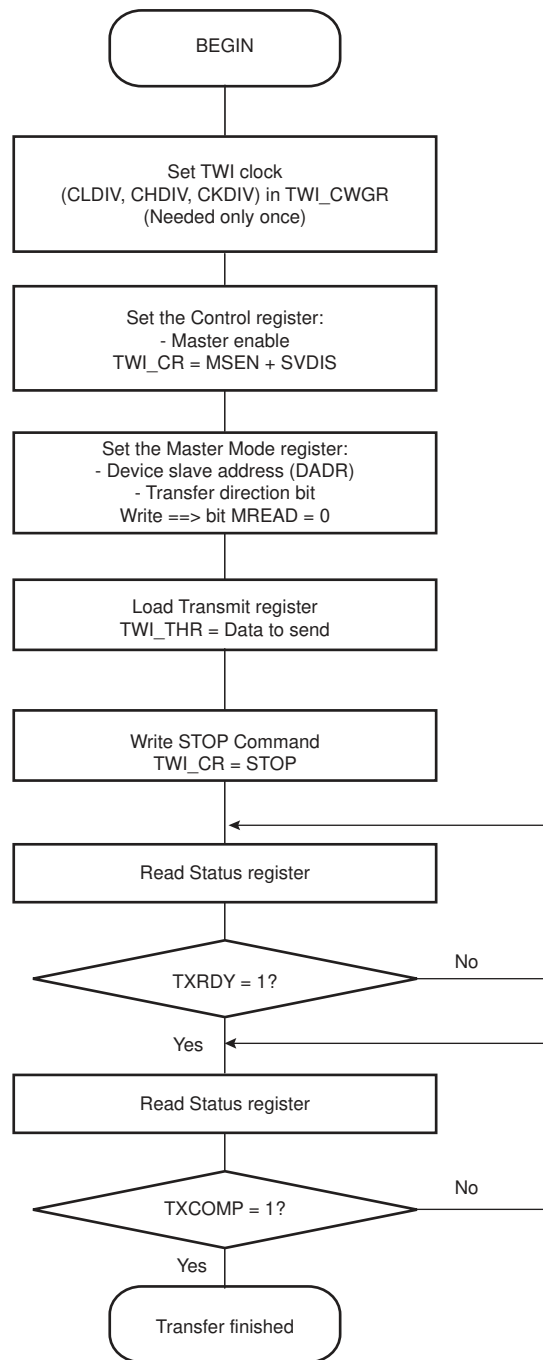 BEGIN
Set TWI clock
(CLDIV, CHDIV, CKDIV) in TWI_CWGR
(Needed only once)
Set the Control register:
- Master enable
TWI_CR = MSEN + SVDIS
Set the Master Mode register:
- Device slave address (DADR)
- Transfer direction bit
Write ==> bit MREAD = 0
Load Transmit register
TWI_THR = Data to send
Write STOP Command
TWI_CR = STOP
Read Status register
TXRDY = 1?
No
Yes
Read Status register
TXCOMP = 1?
No
Yes
Transfer finished